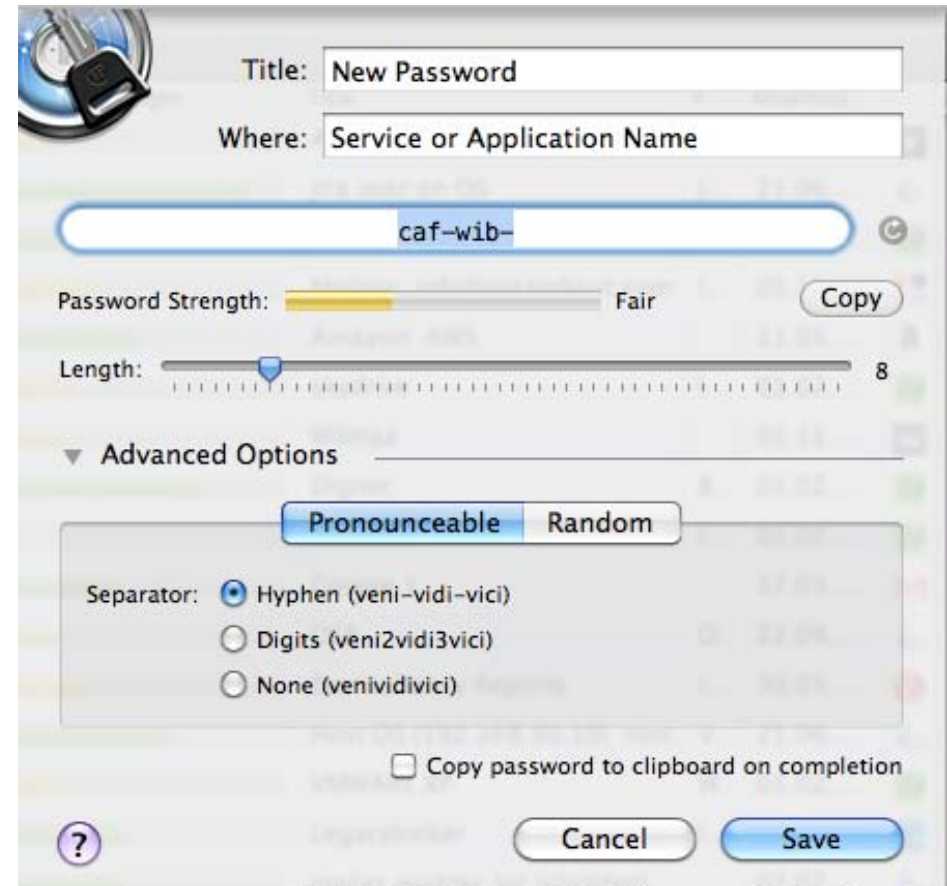 Title: New Password
Where: Service or Application Name
caf-wib-
Password Strength: Fair Copy
Length: 8
Advanced Options
Pronounceable Random
Separator: Hyphen (veni-vidi-vici)
Digits (veni2vidi3vici)
None (venividivici)
Copy password to clipboard on completion
? Cancel Save